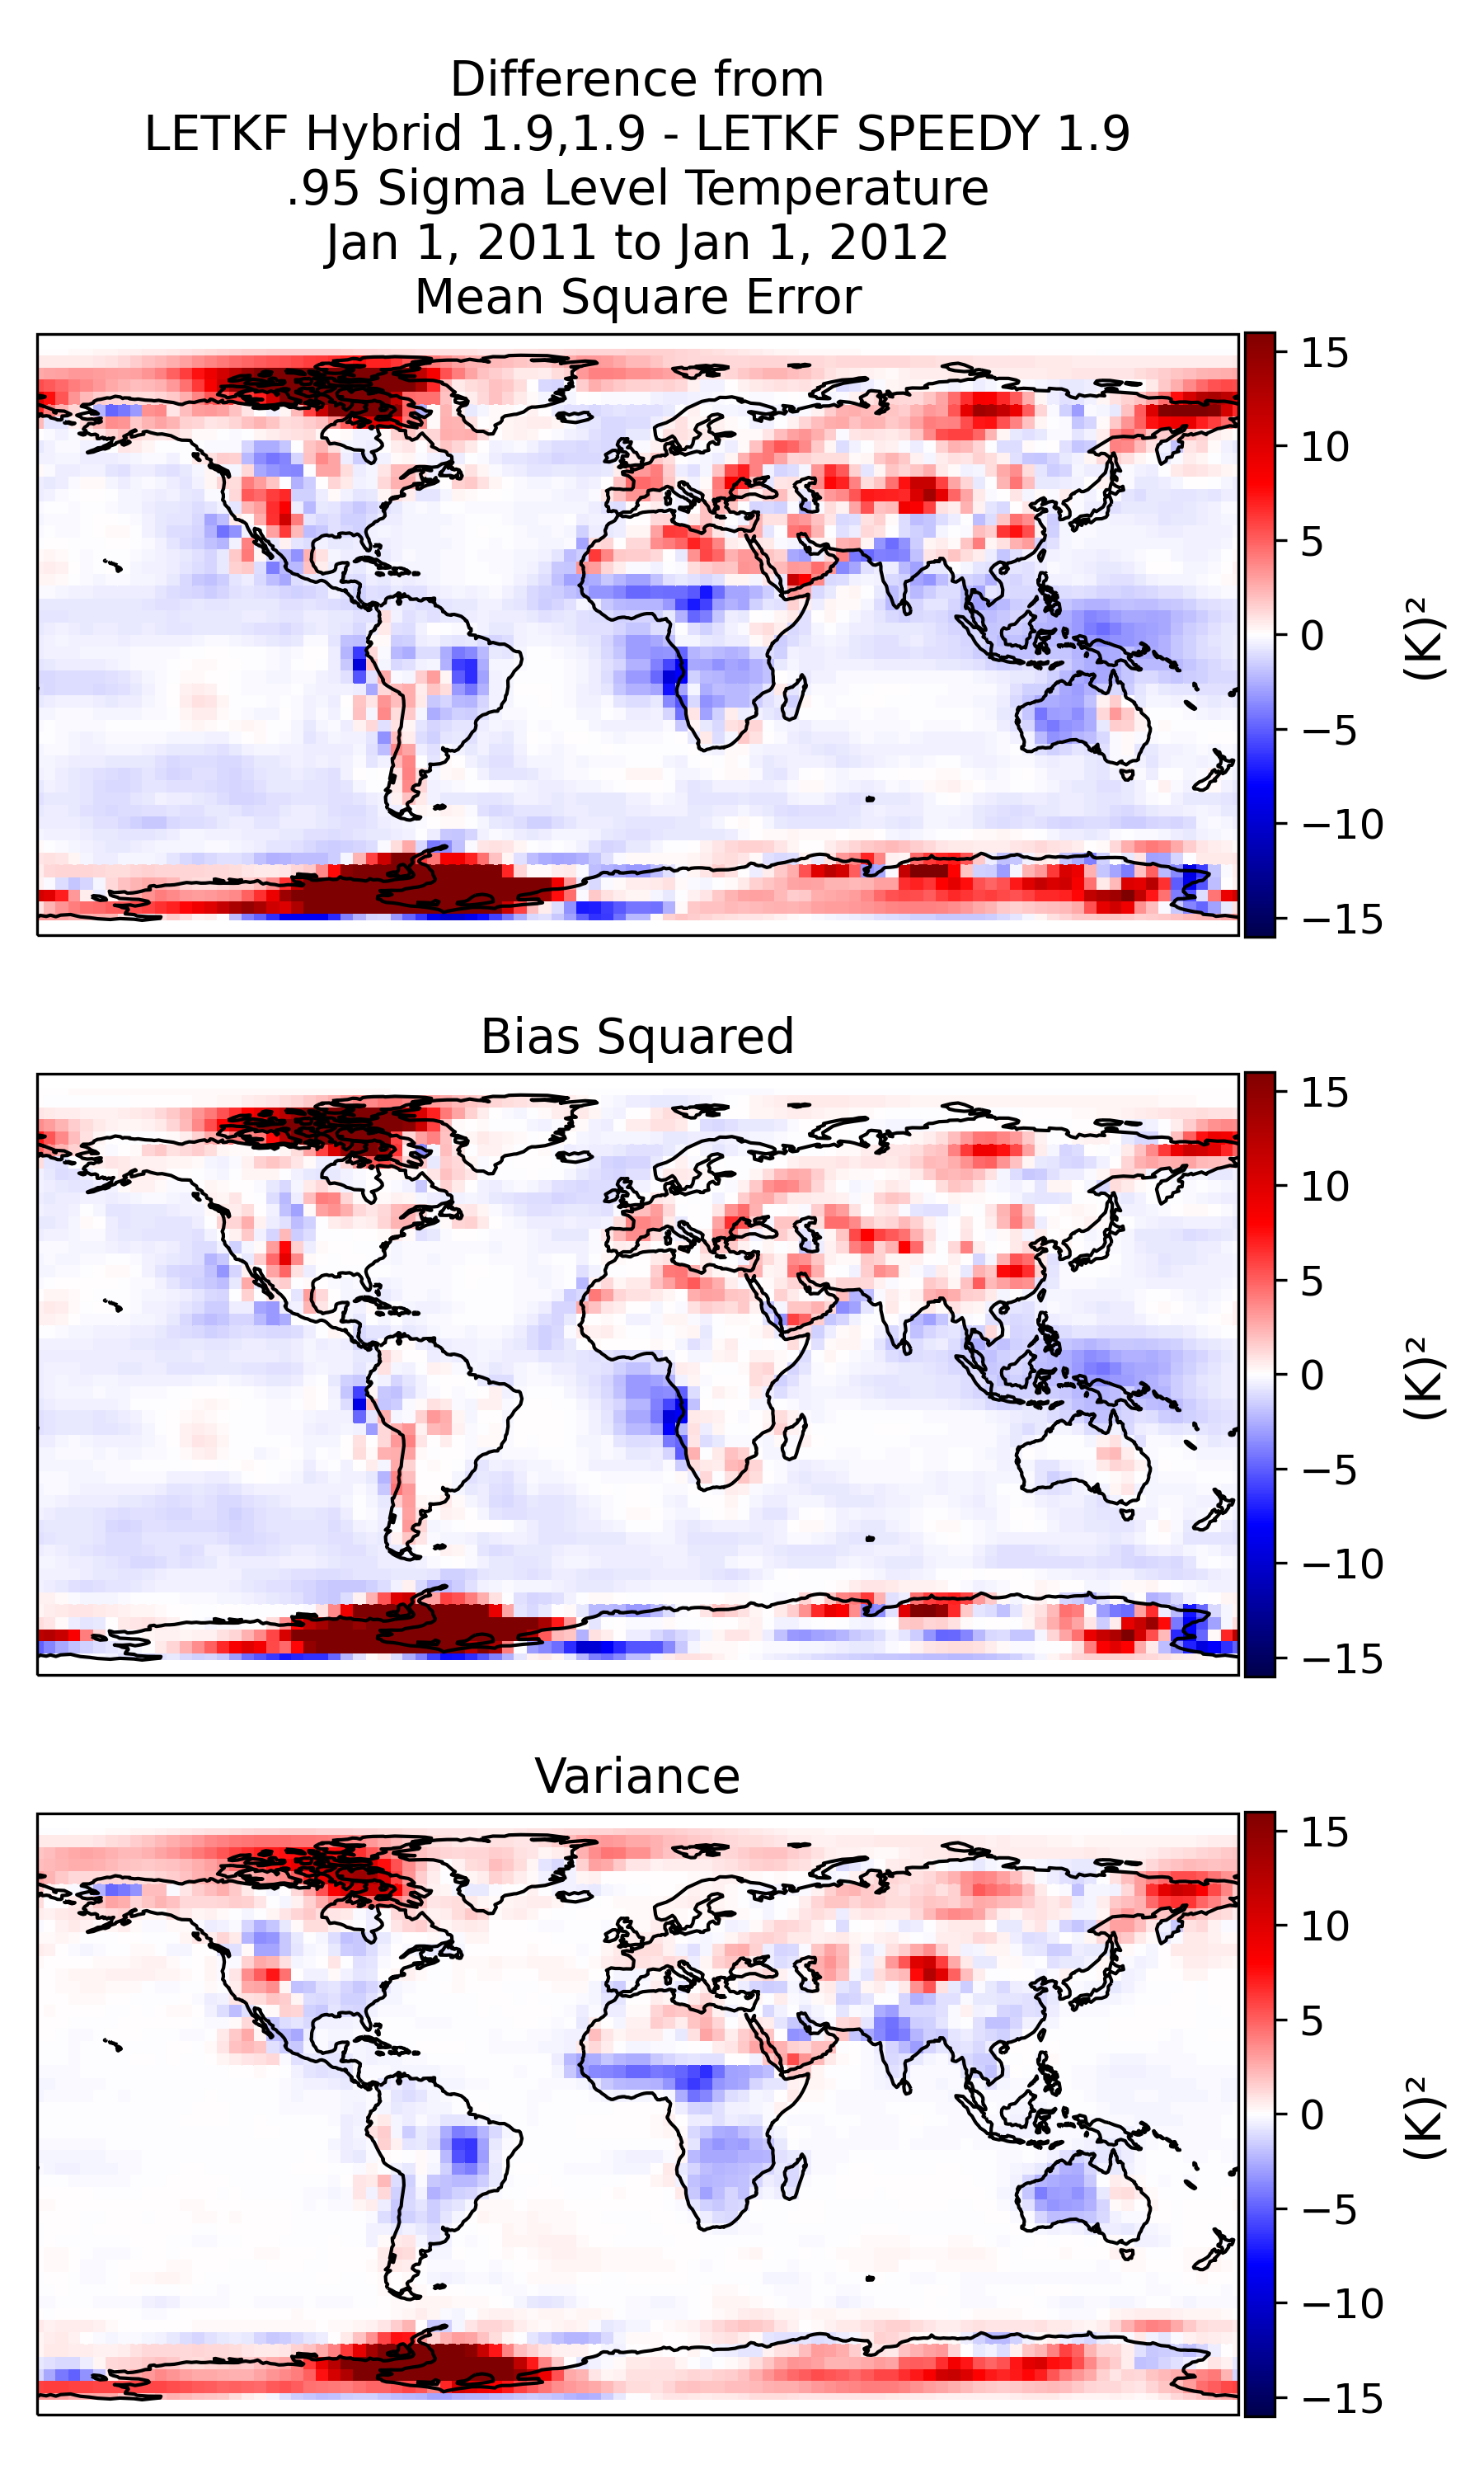 Difference from
LETKF Hybrid 1.9,1.9 - LETKF SPEEDY 1.9
.95 Sigma Level Temperature
Jan 1, 2011 to Jan 1, 2012
Mean Square Error
15
10
5
0
−5
−10
−15
(K)²
Bias Squared
15
10
5
0
−5
−10
−15
(K)²
Variance
15
10
5
0
−5
−10
−15
(K)²